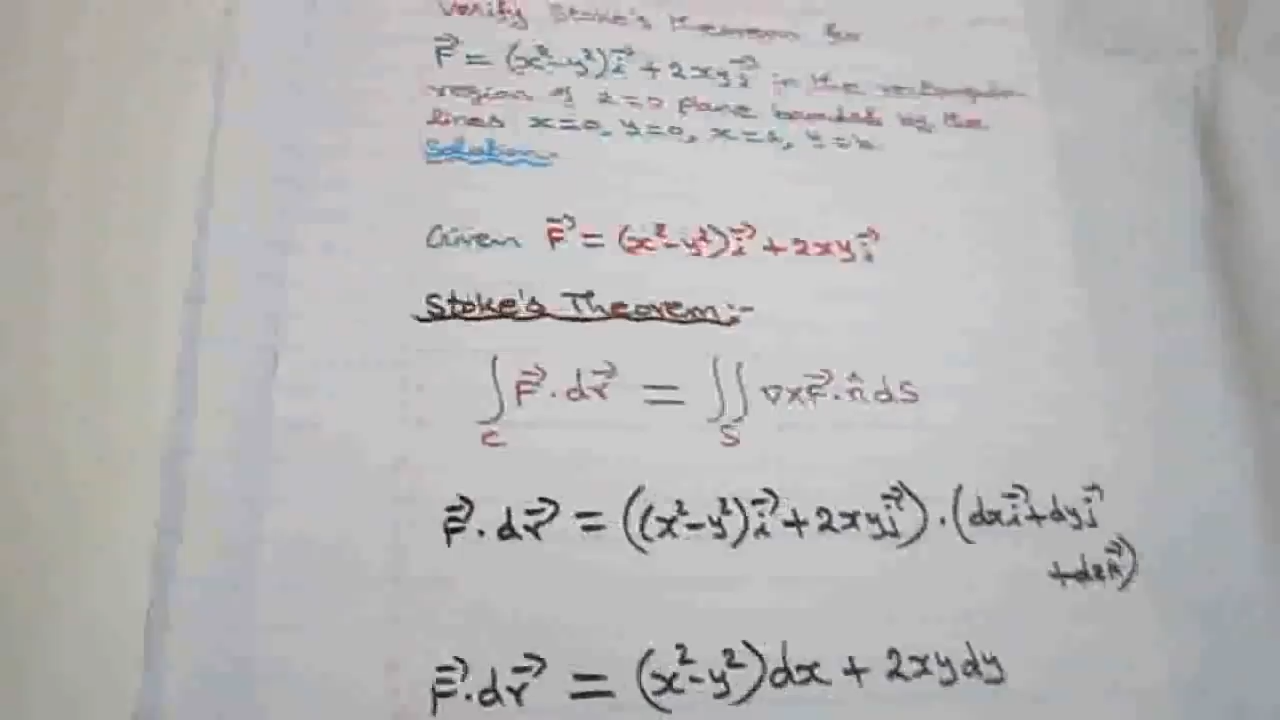 Verify Stoke's Theorem for
F⃗ = (x²-y²)i⃗ + 2xyj⃗ in the rectangular
region of z=0 plane bounded by the
lines x=0, y=0, x=a, y=b.
Solution:-
Given F⃗ = (x²-y²)i⃗ + 2xyj⃗
Stoke's Theorem:-
∫_C F⃗ · dr⃗ = ∬_S ∇×F⃗ · n̂ dS
F⃗ · dr⃗ = ((x²-y²)i⃗ + 2xyj⃗) · (dxi⃗ + dyj⃗
+dzk⃗)
F⃗ · dr⃗ = (x²-y²)dx + 2xydy